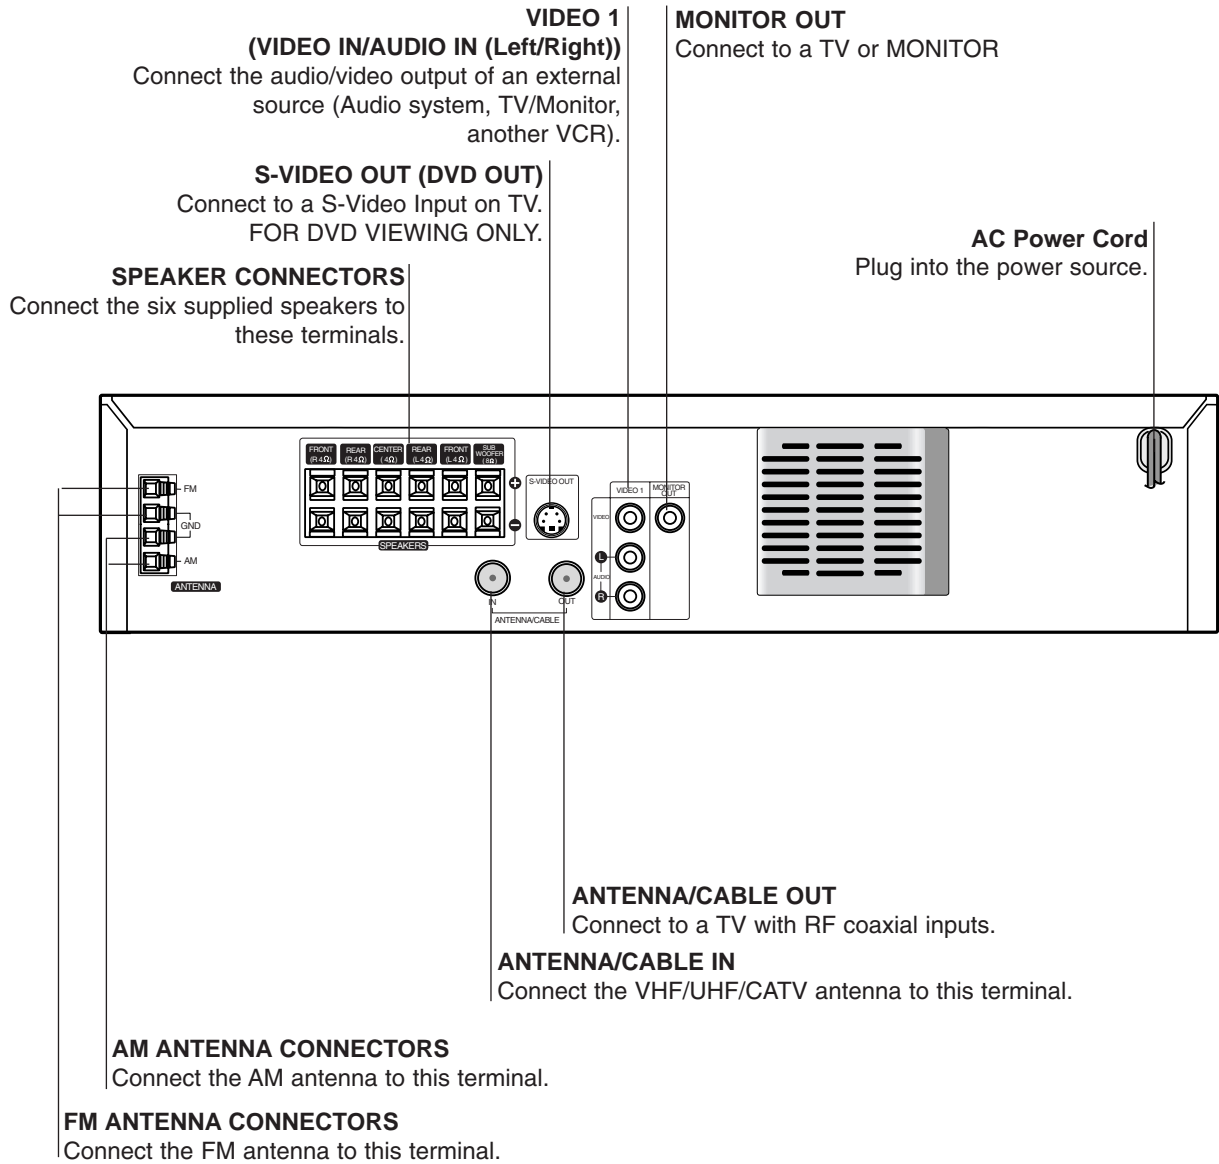 VIDEO 1
(VIDEO IN/AUDIO IN (Left/Right))
Connect the audio/video output of an external
source (Audio system, TV/Monitor,
another VCR).
MONITOR OUT
Connect to a TV or MONITOR
S-VIDEO OUT (DVD OUT)
Connect to a S-Video Input on TV.
FOR DVD VIEWING ONLY.
AC Power Cord
Plug into the power source.
SPEAKER CONNECTORS
Connect the six supplied speakers to
these terminals.
FRONT
(R 4Ω)
REAR
(R 4Ω)
CENTER
( 4Ω)
REAR
(L 4Ω)
FRONT
(L 4Ω)
SUB
WOOFER
( 8Ω)
+
−
SPEAKERS
S-VIDEO OUT
VIDEO 1
MONITOR
OUT
VIDEO
L
AUDIO
R
FM
GND
AM
ANTENNA
IN
OUT
ANTENNA/CABLE
ANTENNA/CABLE OUT
Connect to a TV with RF coaxial inputs.
ANTENNA/CABLE IN
Connect the VHF/UHF/CATV antenna to this terminal.
AM ANTENNA CONNECTORS
Connect the AM antenna to this terminal.
FM ANTENNA CONNECTORS
Connect the FM antenna to this terminal.